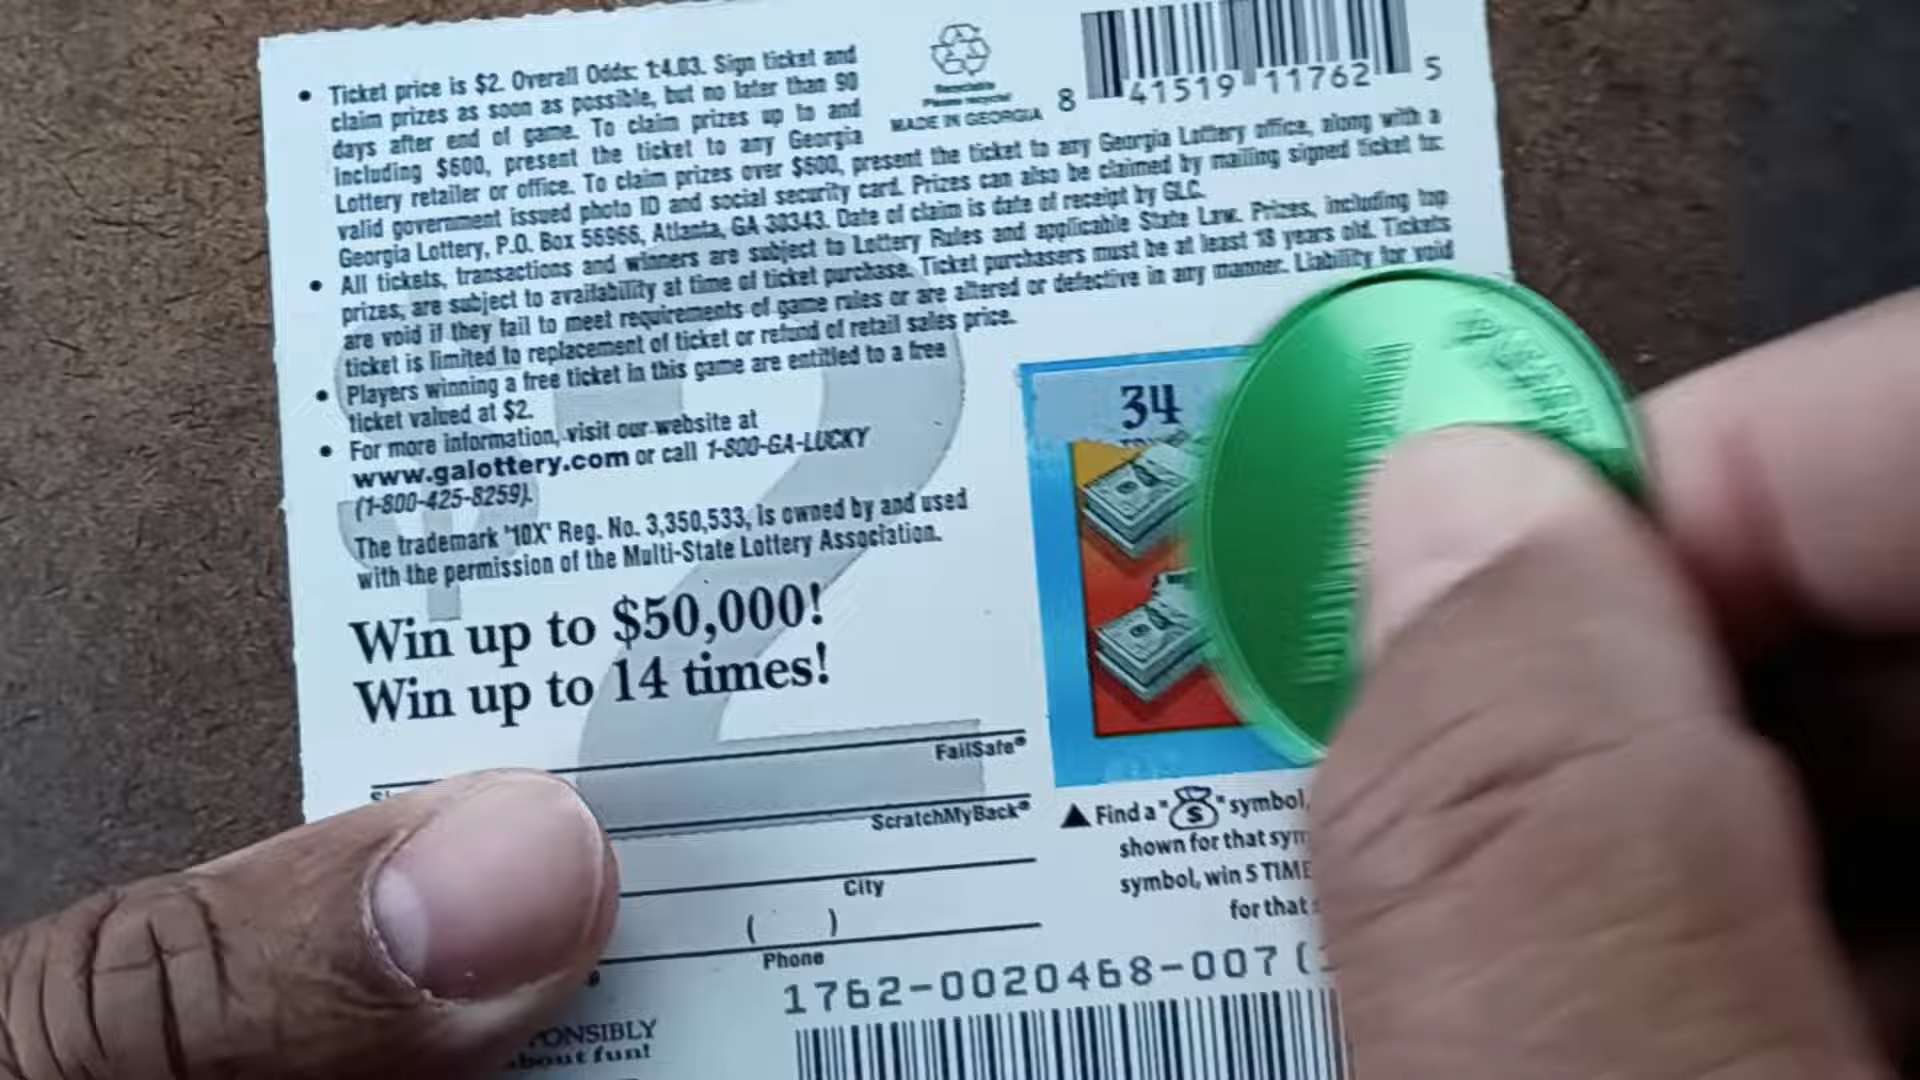 • Ticket price is $2. Overall Odds: 1:4.03. Sign ticket and
claim prizes as soon as possible, but no later than 90
days after end of game. To claim prizes up to and
including $600, present the ticket to any Georgia
Lottery retailer or office. To claim prizes over $600, present the ticket to any Georgia Lottery office, along with a
valid government issued photo ID and social security card. Prizes can also be claimed by mailing signed ticket to:
Georgia Lottery, P.O. Box 56966, Atlanta, GA 30343. Date of claim is date of receipt by GLC.
• All tickets, transactions and winners are subject to Lottery Rules and applicable State Law. Prizes, including top
prizes, are subject to availability at time of ticket purchase. Ticket purchasers must be at least 18 years old. Tickets
are void if they fail to meet requirements of game rules or are altered or defective in any manner. Liability for void
ticket is limited to replacement of ticket or refund of retail sales price.
• Players winning a free ticket in this game are entitled to a free
ticket valued at $2.
• For more information, visit our website at
www.galottery.com or call 1-800-GA-LUCKY
(1-800-425-8259).
The trademark '10X' Reg. No. 3,350,533, is owned by and used
with the permission of the Multi-State Lottery Association.
Win up to $50,000!
Win up to 14 times!
FailSafe®
ScratchMyBack®
City
( )
Phone
Recyclable
Please recycle!
MADE IN GEORGIA
8 41519 11762 5
34
▲ Find a " $ " symbol,
shown for that
symbol, win 5
for that
1762-0020468-007 (
about fun!